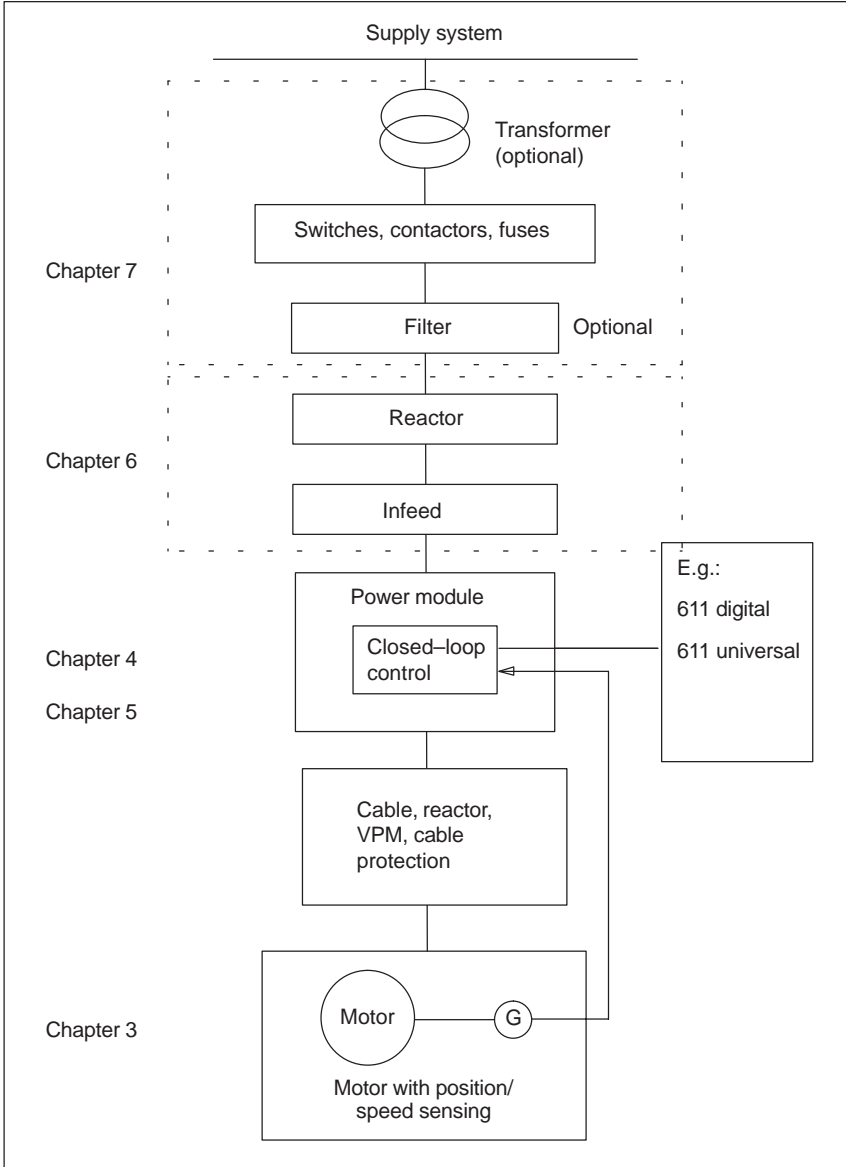 Supply system
Transformer
(optional)
Switches, contactors, fuses
Chapter 7
Filter
Optional
Reactor
Chapter 6
Infeed
E.g.:
611 digital
611 universal
Power module
Closed–loop
control
Chapter 4
Chapter 5
Cable, reactor,
VPM, cable
protection
Chapter 3
Motor
G
Motor with position/
speed sensing